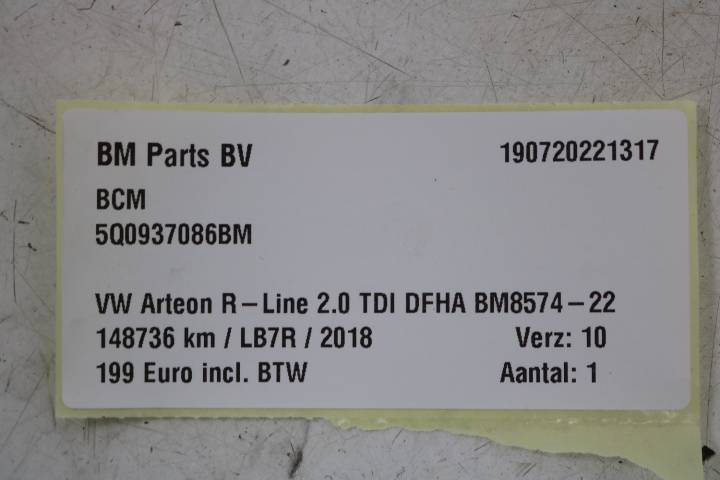 BM Parts BV 190720221317
BCM
5Q0937086BM
VW Arteon R-Line 2.0 TDI DFHA BM8574-22
148736 km / LB7R / 2018 Verz: 10
199 Euro incl. BTW Aantal: 1